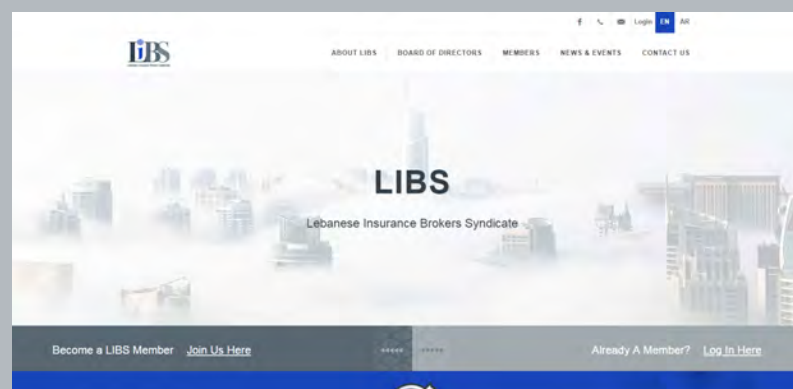 Login EN AR
LiBS
ABOUT LIBS BOARD OF DIRECTORS MEMBERS NEWS & EVENTS CONTACT US
LIBS
Lebanese Insurance Brokers Syndicate
Become a LIBS Member Join Us Here
Already A Member? Log In Here